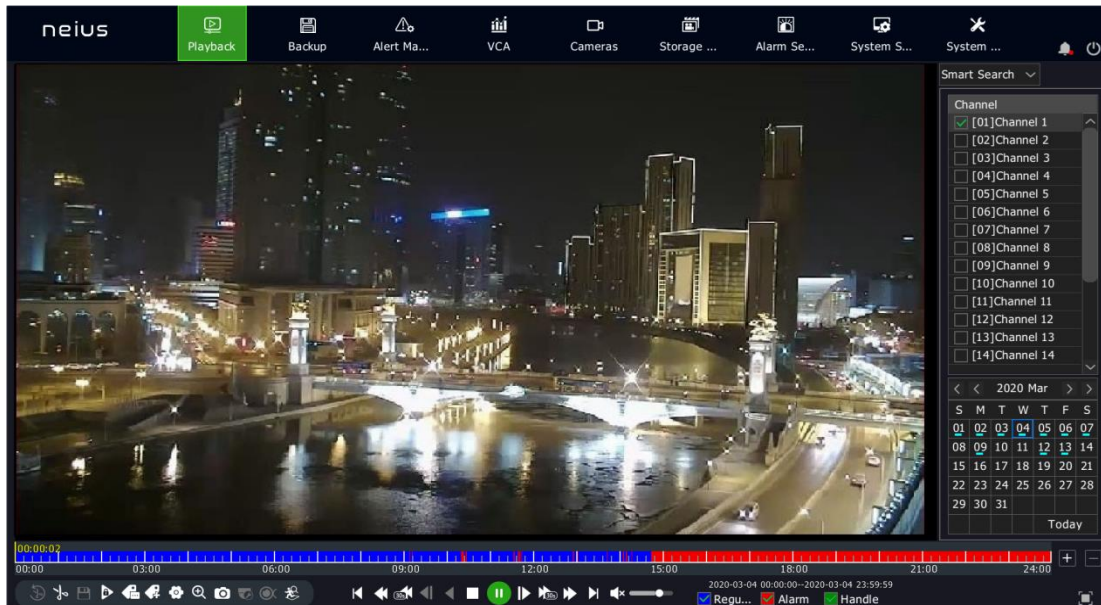 neius
Playback
Backup
Alert Ma...
VCA
Cameras
Storage ...
Alarm Se...
System S...
System ...
Smart Search
Channel
[01]Channel 1
[02]Channel 2
[03]Channel 3
[04]Channel 4
[05]Channel 5
[06]Channel 6
[07]Channel 7
[08]Channel 8
[09]Channel 9
[10]Channel 10
[11]Channel 11
[12]Channel 12
[13]Channel 13
[14]Channel 14
2020 Mar
S M T W T F S
01 02 03 04 05 06 07
08 09 10 11 12 13 14
15 16 17 18 19 20 21
22 23 24 25 26 27 28
29 30 31
Today
00:00:02
00:00 03:00 06:00 09:00 12:00 15:00 18:00 21:00 24:00
30s 30s
2020-03-04 00:00:00--2020-03-04 23:59:59
Regu... Alarm Handle